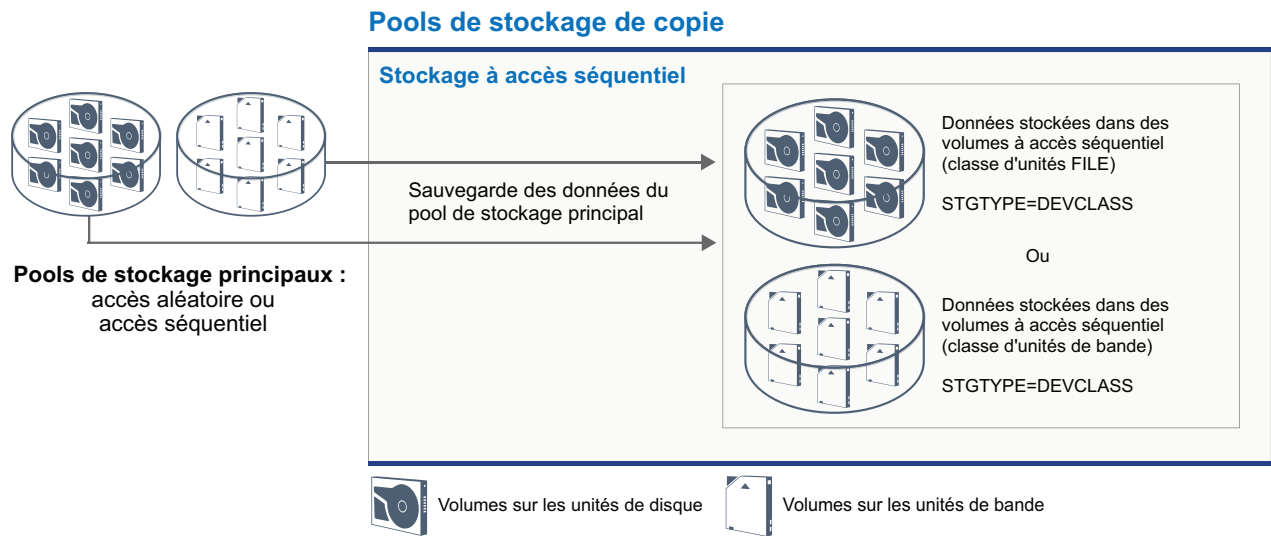 Pools de stockage de copie
Stockage à accès séquentiel
Sauvegarde des données du
pool de stockage principal
Pools de stockage principaux :
accès aléatoire ou
accès séquentiel
Données stockées dans des
volumes à accès séquentiel
(classe d'unités FILE)
STGTYPE=DEVCLASS
Ou
Données stockées dans des
volumes à accès séquentiel
(classe d'unités de bande)
STGTYPE=DEVCLASS
Volumes sur les unités de disque
Volumes sur les unités de bande